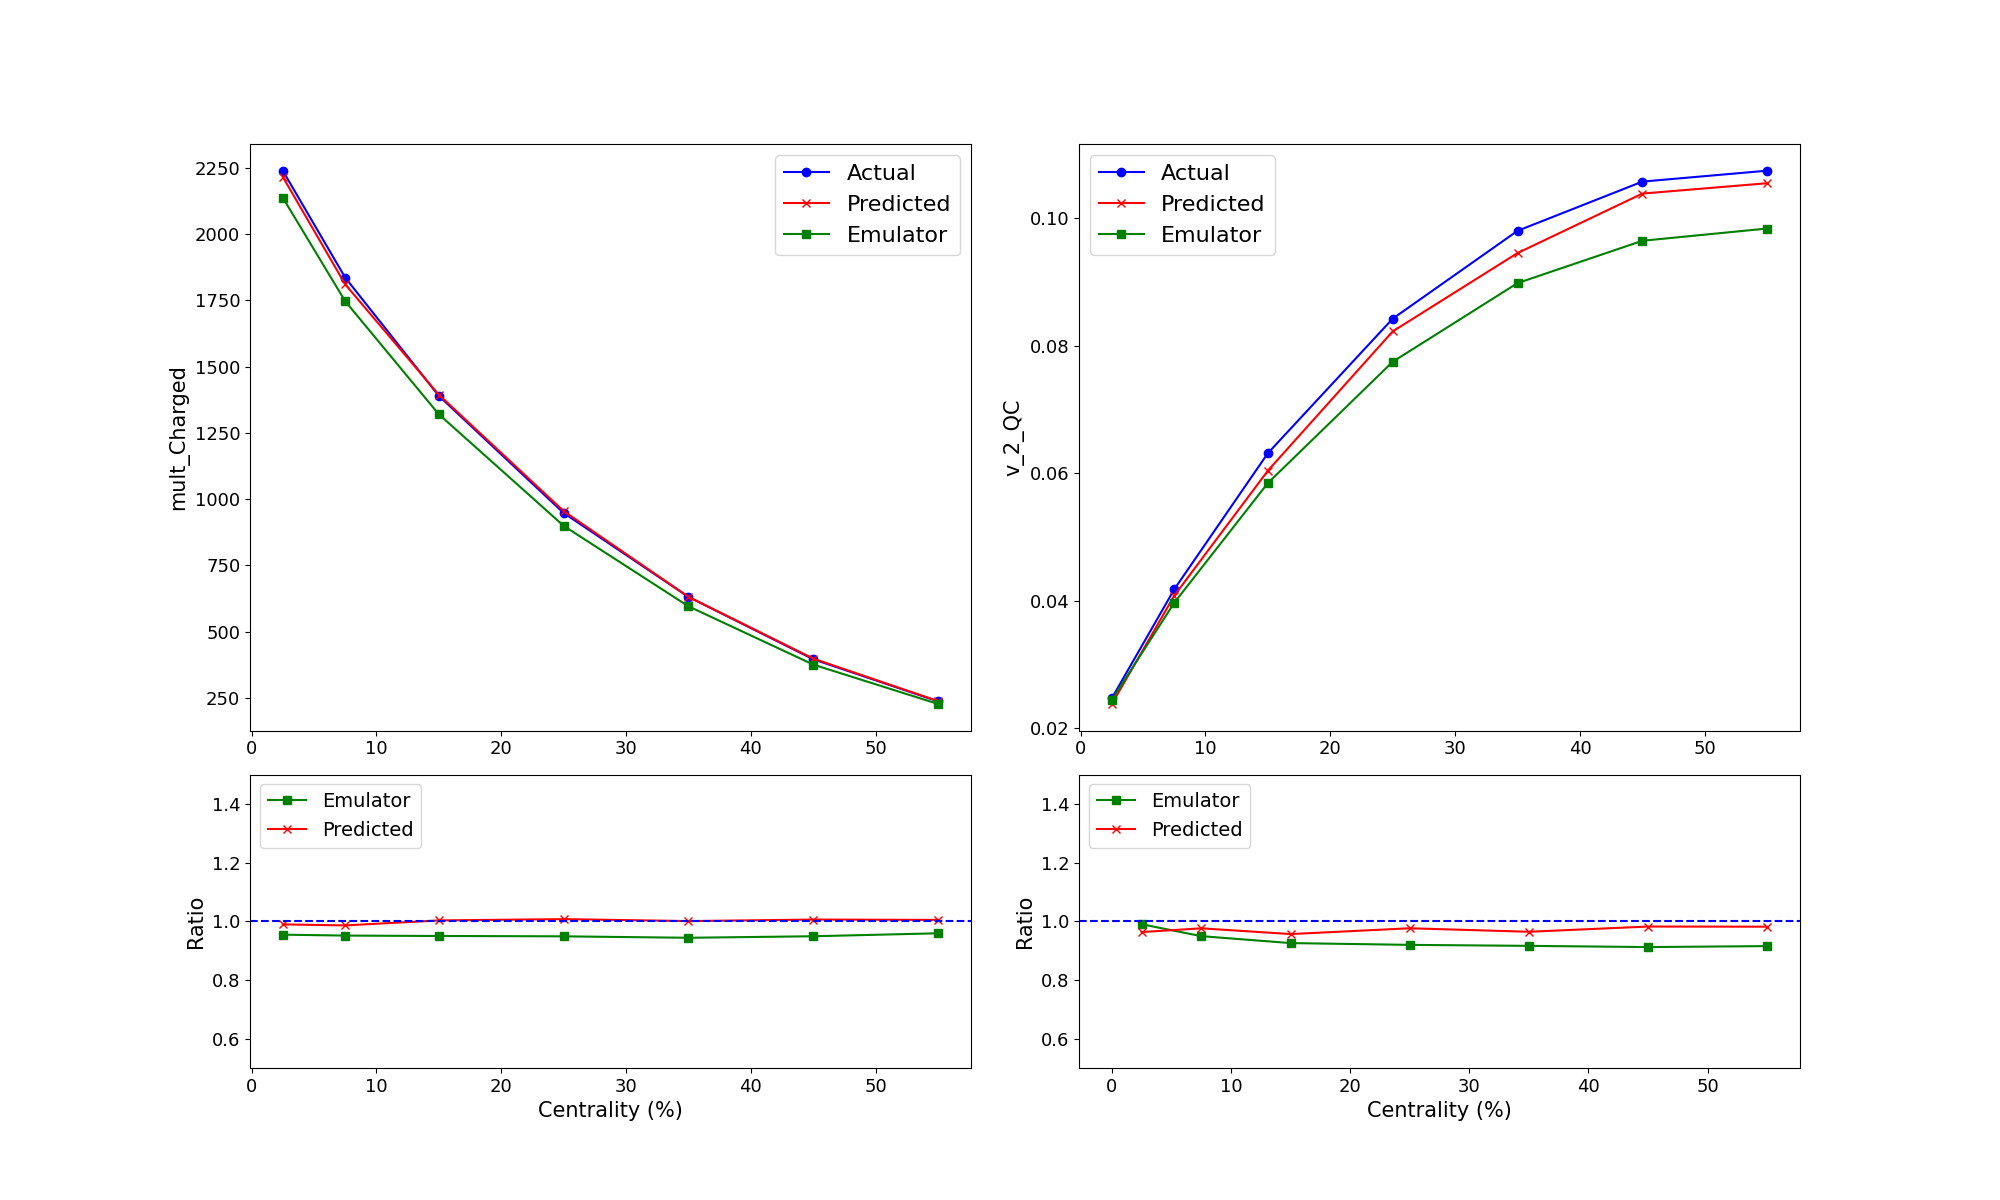 2250
2000
1750
1500
1250
1000
750
500
250
mult_Charged
0 10 20 30 40 50
Actual
Predicted
Emulator
0.10
0.08
0.06
0.04
0.02
v_2_QC
0 10 20 30 40 50
Actual
Predicted
Emulator
1.4
1.2
1.0
0.8
0.6
Ratio
Emulator
Predicted
0 10 20 30 40 50
Centrality (%)
1.4
1.2
1.0
0.8
0.6
Ratio
Emulator
Predicted
0 10 20 30 40 50
Centrality (%)